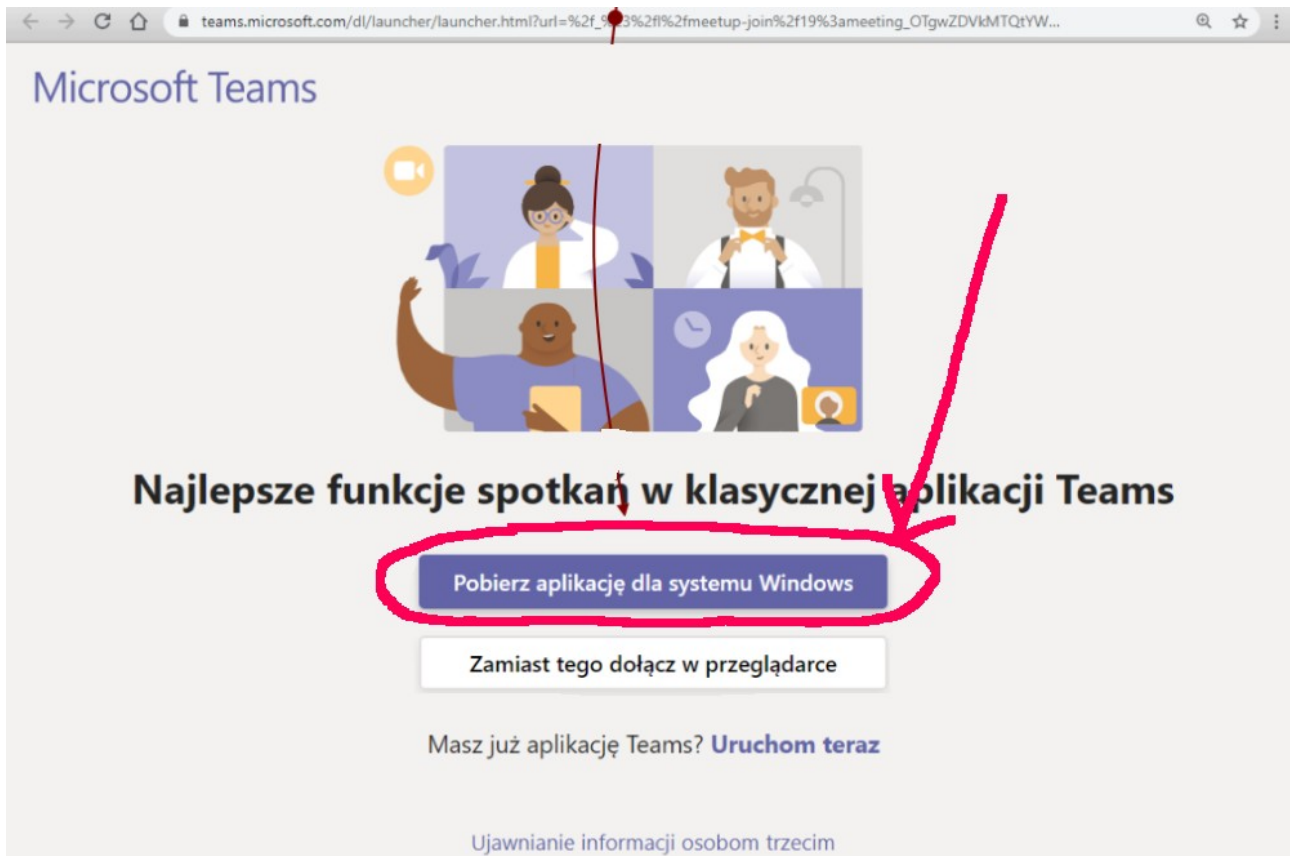 teams.microsoft.com/dl/launcher/launcher.html?url=%2f_%23%2fl%2fmeetup-join%2f19%3ameeting_OTgwZDVkMTQtYW...
Microsoft Teams
Najlepsze funkcje spotkań w klasycznej aplikacji Teams
Pobierz aplikację dla systemu Windows
Zamiast tego dołącz w przeglądarce
Masz już aplikację Teams? Uruchom teraz
Ujawnianie informacji osobom trzecim